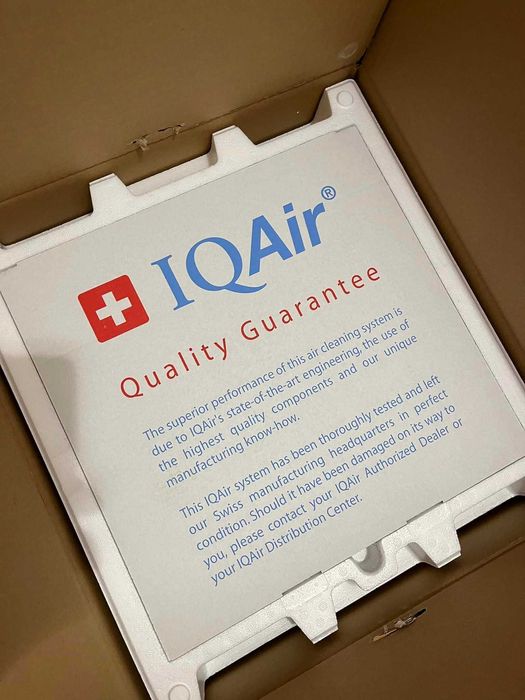 IQAir®
Quality Guarantee
The superior performance of this air cleaning system is
due to IQAir's state-of-the-art engineering, the use of
the highest quality components and our unique
manufacturing know-how.
This IQAir system has been thoroughly tested and left
our Swiss manufacturing headquarters in perfect
condition. Should it have been damaged on its way to
you, please contact your IQAir Authorized Dealer or
your IQAir Distribution Center.